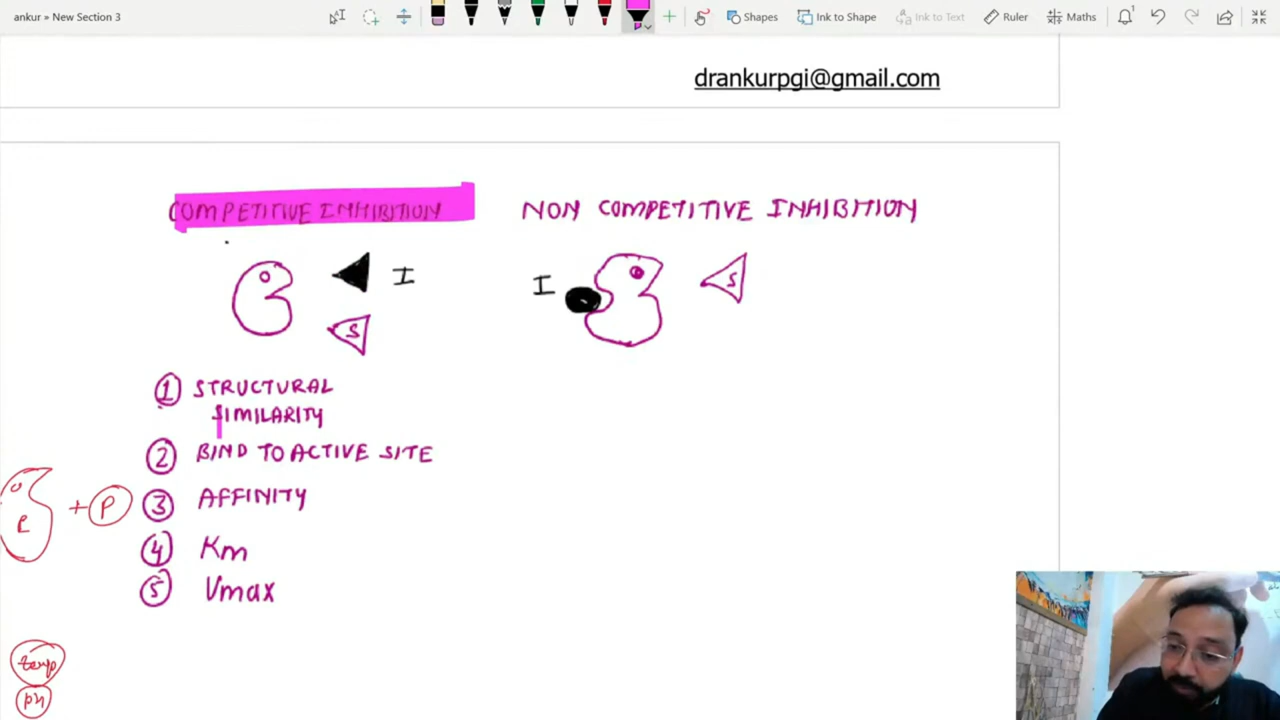 ankur » New Section 3
Shapes
Ink to Shape
Ink to Text
Ruler
Maths
drankurpgi@gmail.com
COMPETITIVE INHIBITION
NON COMPETITIVE INHIBITION
I
S
I
S
1 STRUCTURAL
SIMILARITY
2 BIND TO ACTIVE SITE
3 AFFINITY
4 Km
5 Vmax
+ P
temp
pH